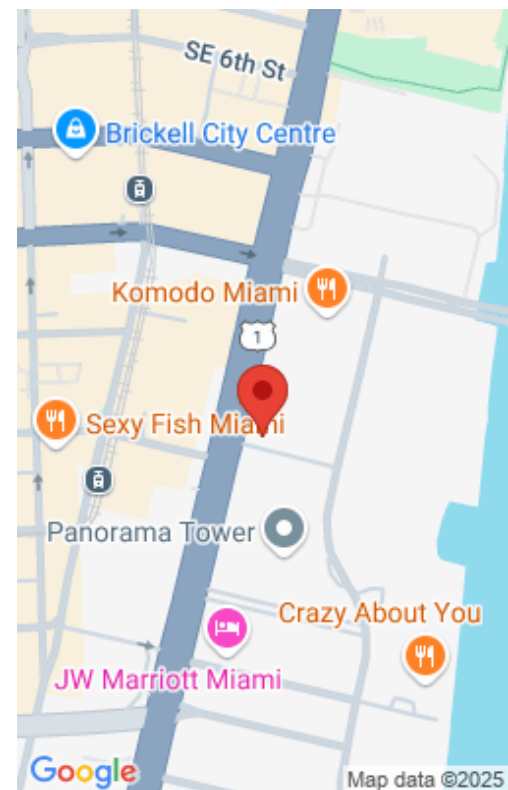 SE 6th St
Brickell City Centre
Komodo Miami
1
Sexy Fish Miami
Panorama Tower
Crazy About You
JW Marriott Miami
Google
Map data ©2025